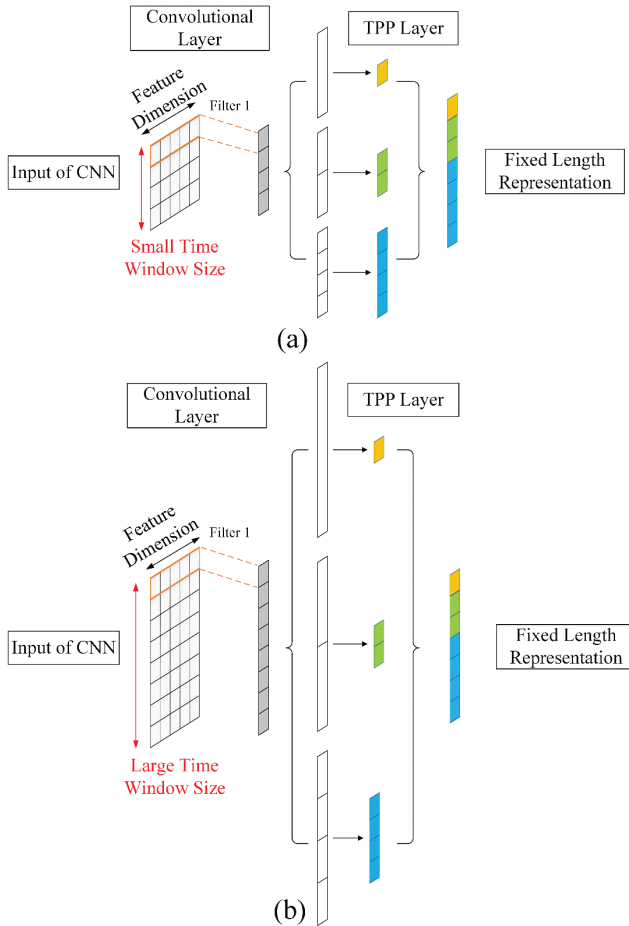 Convolutional
Layer
TPP Layer
Feature
Dimension
Filter 1
Input of CNN
Fixed Length
Representation
Small Time
Window Size
(a)
Convolutional
Layer
TPP Layer
Feature
Dimension
Filter 1
Input of CNN
Fixed Length
Representation
Large Time
Window Size
(b)